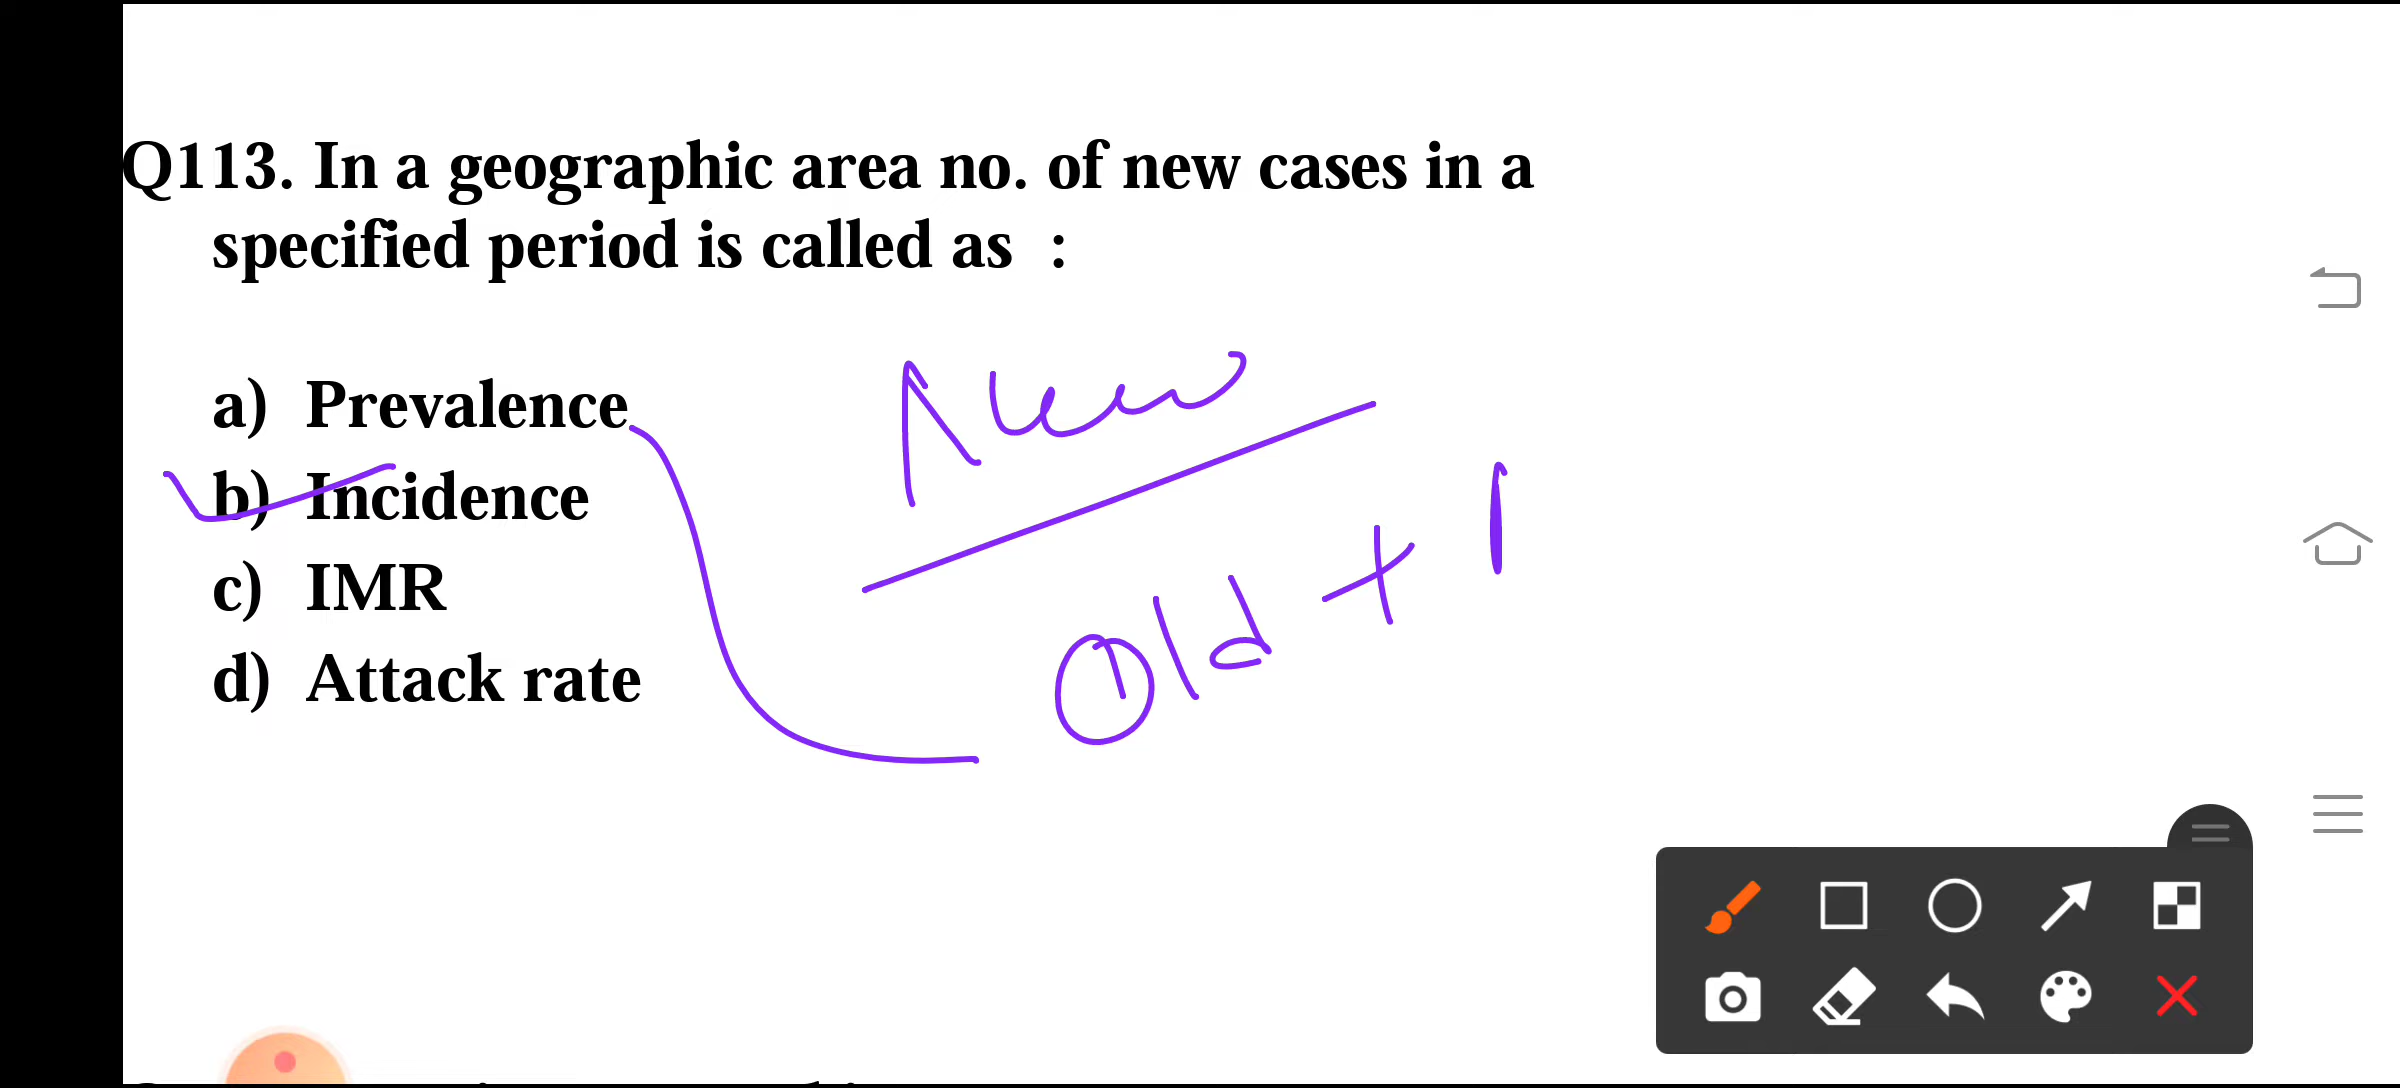 Q113. In a geographic area no. of new cases in a
specified period is called as :
a) Prevalence
b) Incidence
c) IMR
d) Attack rate
New
Old +